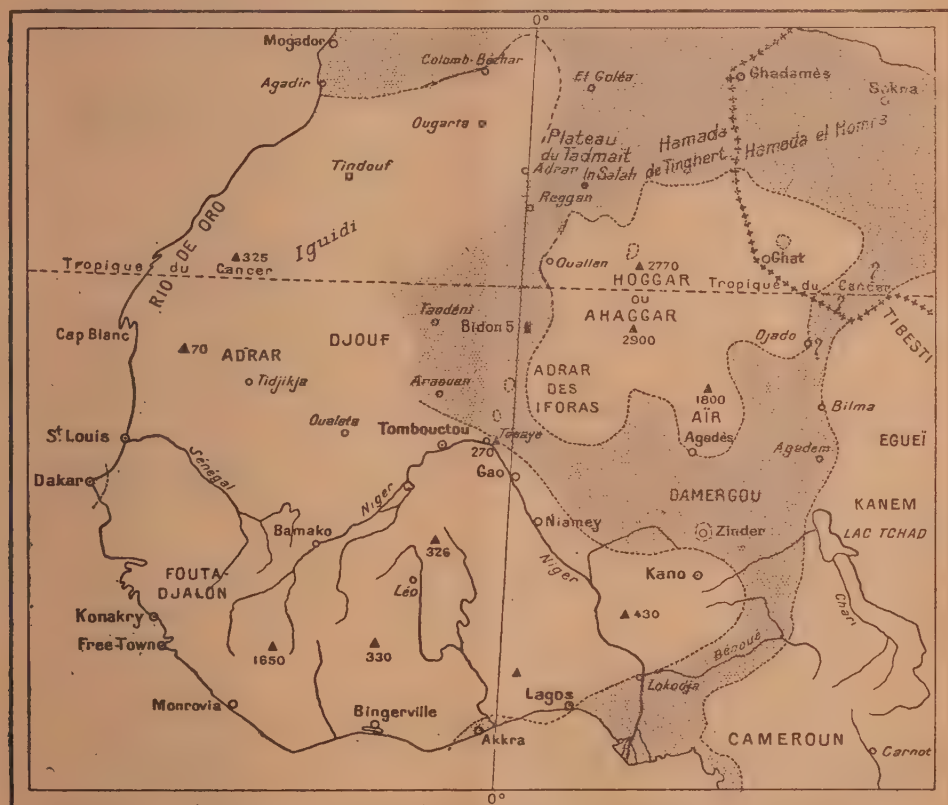 0°
Mogador
Agadir
Colomb-Béchar
El Goléa
Ghadamès
Sokna
Ougarta
Plateau
du Tadmaït
Hamada
de Tinghert
Hamada el Homra
Adrar
In Salah
Tindouf
Reggan
RIO DE ORO
Iguidi
325
Ouallen
2770
Ghat
Tropique du Cancer
HOGGAR
Tropique du Cancer
?
OU
AHAGGAR
2900
?
TIBESTI
Cap Blanc
Taodéni
Bidon 5
Djado
?
70
ADRAR
DJOUF
Tidjikja
Araouan
ADRAR
DES
IFORAS
1800
AÏR
Bilma
Oualata
St Louis
Tombouctou
Tosaye
270
Agadès
EGUEÏ
Agadem
Dakar
Sénégal
Niger
Gao
DAMERGOU
KANEM
Bamako
Niamey
Zinder
LAC TCHAD
326
Niger
FOUTA-
DJALON
Léo
Kano
Chari
Konakry
430
Free-Town
1650
330
Bénoué
Monrovia
Lagos
Lokodja
Bingerville
Akkra
CAMEROUN
Carnot
0°